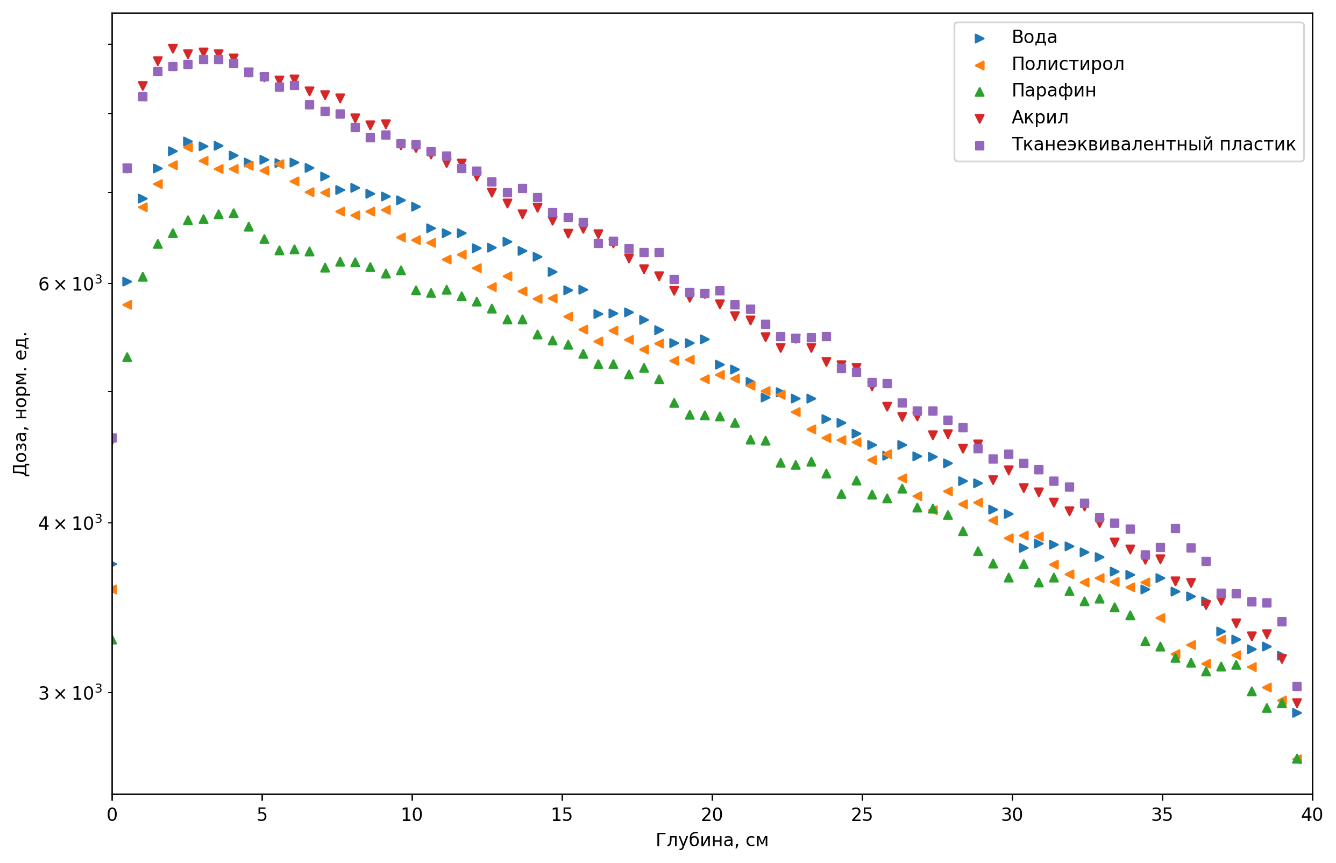 Вода
Полистирол
Парафин
Акрил
Тканеэквивалентный пластик
6 × 10³
4 × 10³
3 × 10³
Доза, норм. ед.
0 5 10 15 20 25 30 35 40
Глубина, см